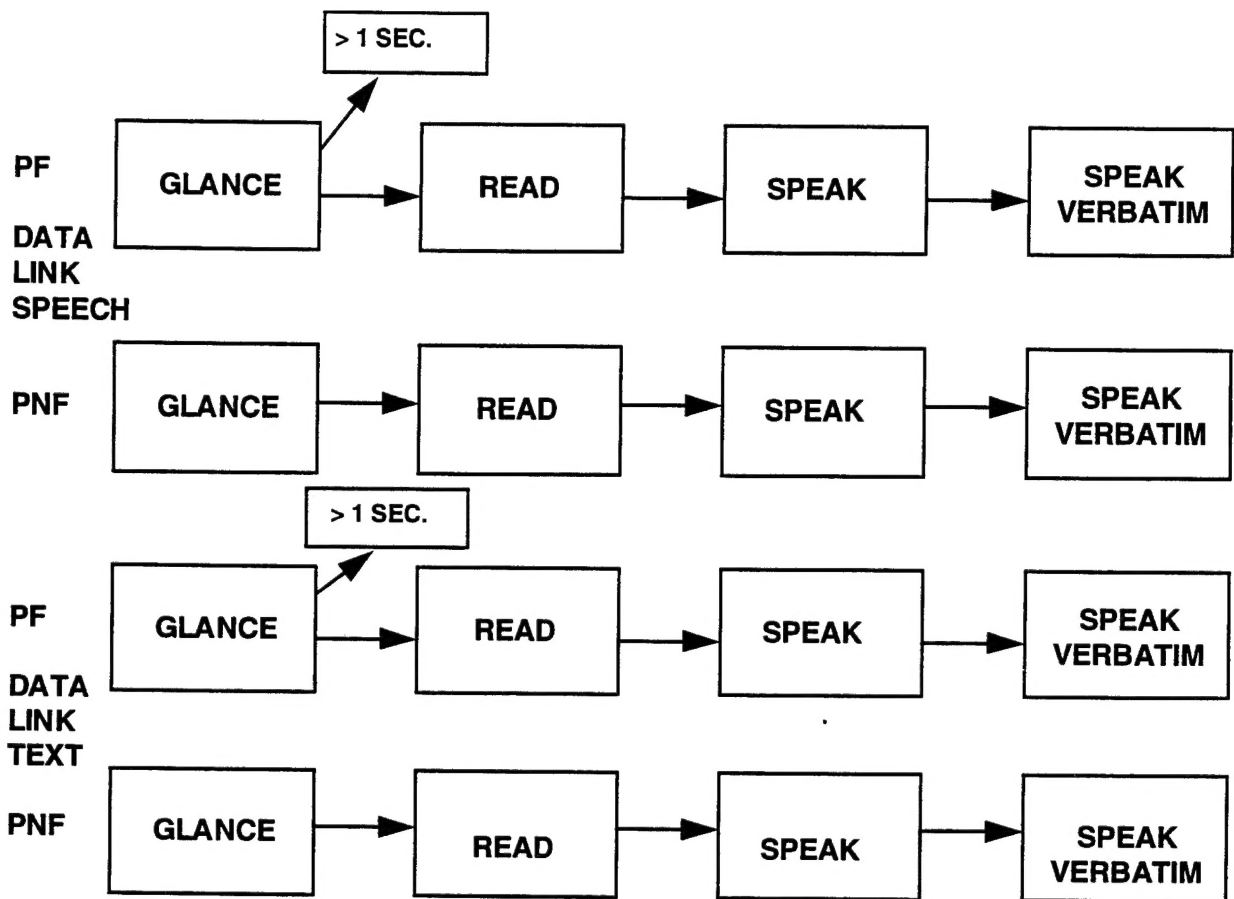 > 1 SEC.
PF
GLANCE
READ
SPEAK
SPEAK
VERBATIM
DATA
LINK
SPEECH
PNF
GLANCE
READ
SPEAK
SPEAK
VERBATIM
> 1 SEC.
PF
GLANCE
READ
SPEAK
SPEAK
VERBATIM
DATA
LINK
TEXT
PNF
GLANCE
READ
SPEAK
SPEAK
VERBATIM